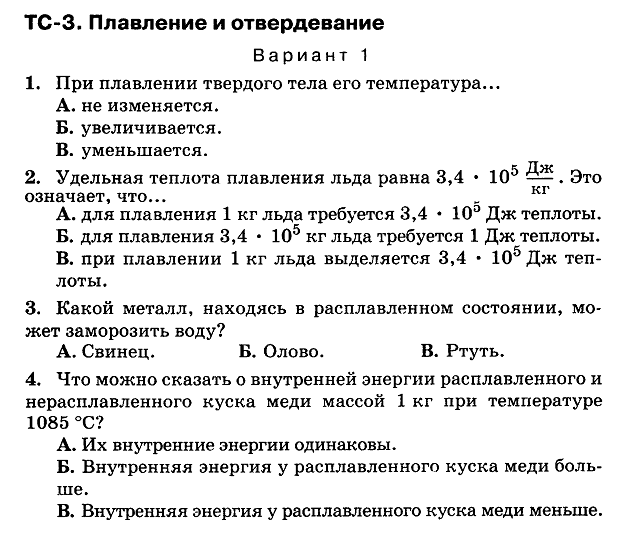 ТС-3. Плавление и отвердевание
Вариант 1
1. При плавлении твердого тела его температура...
А. не изменяется.
Б. увеличивается.
В. уменьшается.
2. Удельная теплота плавления льда равна 3,4 · 10⁵ Дж/кг. Это
означает, что...
А. для плавления 1 кг льда требуется 3,4 · 10⁵ Дж теплоты.
Б. для плавления 3,4 · 10⁵ кг льда требуется 1 Дж теплоты.
В. при плавлении 1 кг льда выделяется 3,4 · 10⁵ Дж теп-
лоты.
3. Какой металл, находясь в расплавленном состоянии, мо-
жет заморозить воду?
А. Свинец. Б. Олово. В. Ртуть.
4. Что можно сказать о внутренней энергии расплавленного и
нерасплавленного куска меди массой 1 кг при температуре
1085 °С?
А. Их внутренние энергии одинаковы.
Б. Внутренняя энергия у расплавленного куска меди боль-
ше.
В. Внутренняя энергия у расплавленного куска меди меньше.